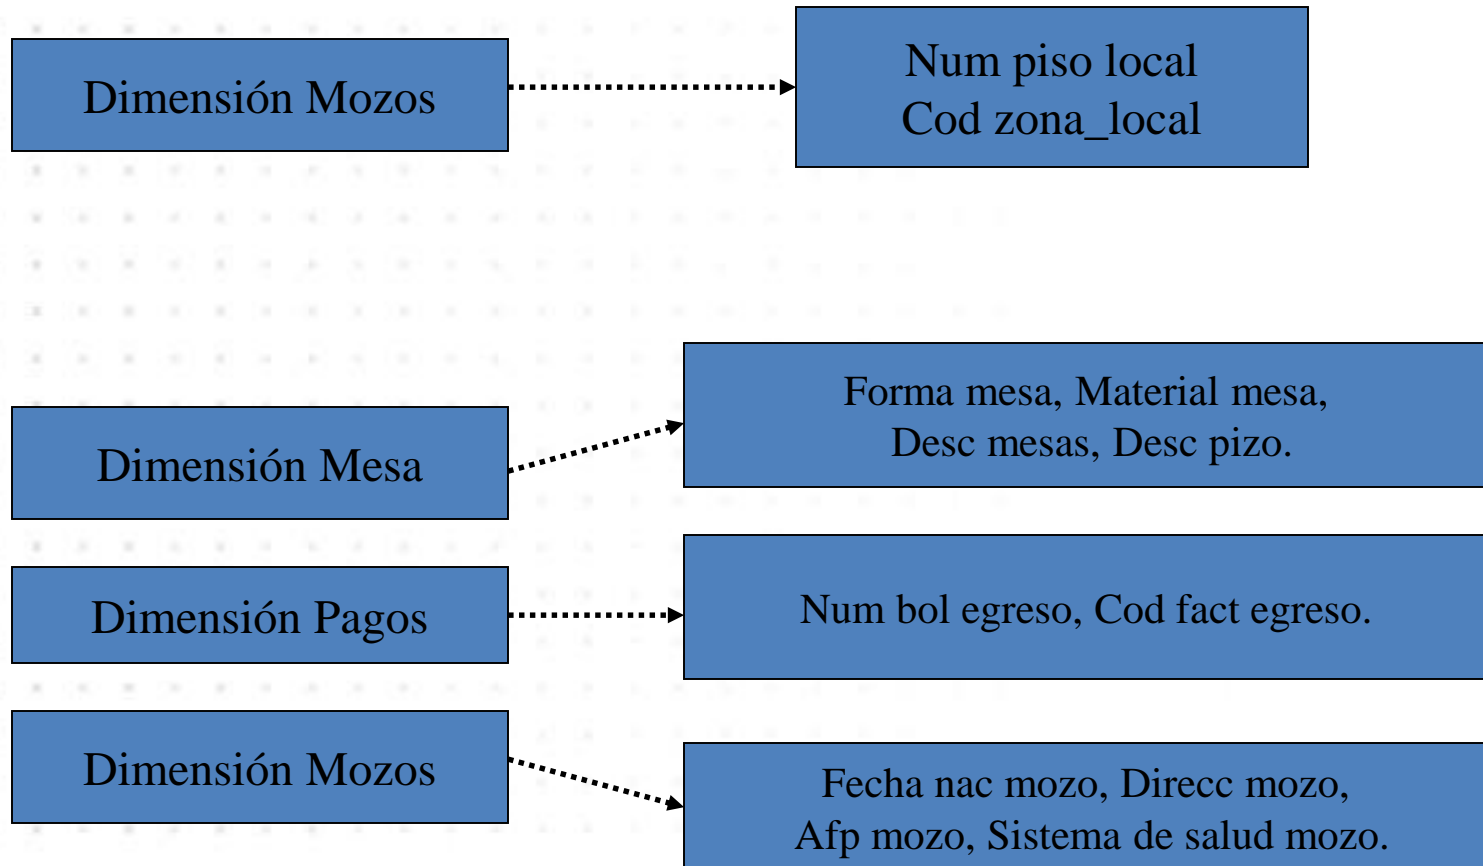 Dimensión Mozos
Num piso local
Cod zona_local
Dimensión Mesa
Forma mesa, Material mesa,
Desc mesas, Desc pizo.
Dimensión Pagos
Num bol egreso, Cod fact egreso.
Dimensión Mozos
Fecha nac mozo, Direcc mozo,
Afp mozo, Sistema de salud mozo.